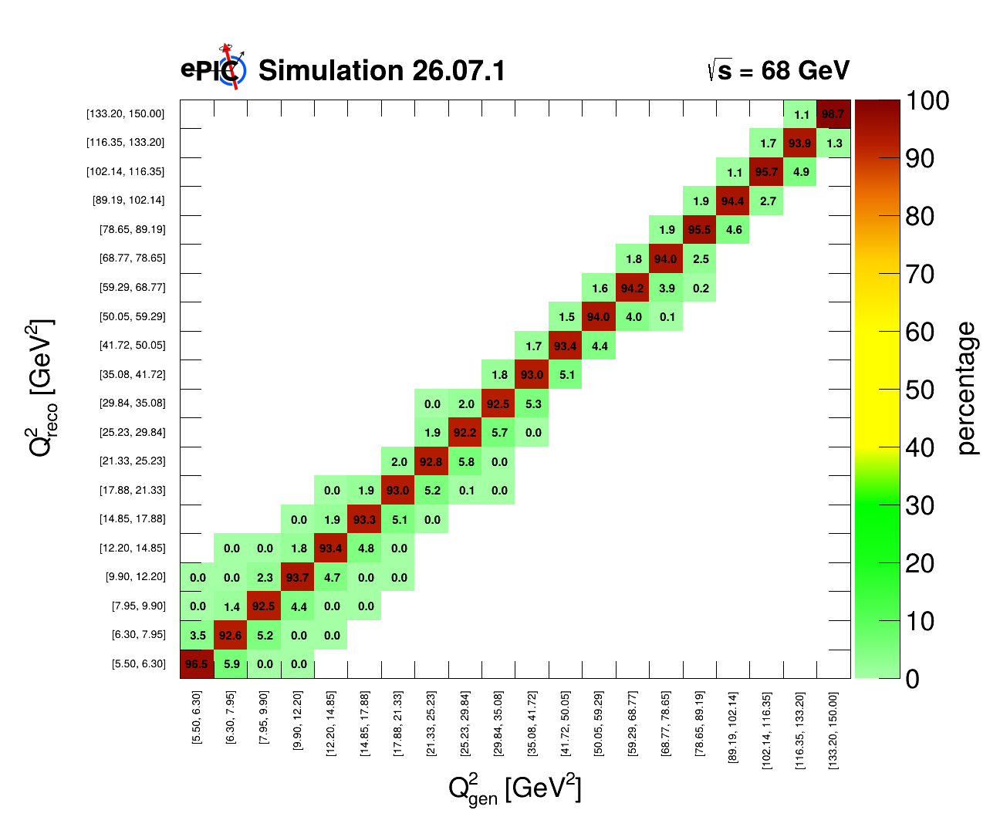 ePIC Simulation 26.07.1 √s = 68 GeV
[133.20, 150.00] 1.1 98.7 100
[116.35, 133.20] 1.7 93.9 1.3
[102.14, 116.35] 1.1 95.7 4.9 90
[89.19, 102.14] 1.9 94.4 2.7
[78.65, 89.19] 1.9 95.5 4.6 80
[68.77, 78.65] 1.8 94.0 2.5
[59.29, 68.77] 1.6 94.2 3.9 0.2 70
[50.05, 59.29] 1.5 94.0 4.0 0.1 60
[41.72, 50.05] 1.7 93.4 4.4
[35.08, 41.72] 1.8 93.0 5.1 50
[29.84, 35.08] 0.0 2.0 92.5 5.3
[25.23, 29.84] 1.9 92.2 5.7 0.0 40
[21.33, 25.23] 2.0 92.8 5.8 0.0
[17.88, 21.33] 0.0 1.9 93.0 5.2 0.1 0.0 30
[14.85, 17.88] 0.0 1.9 93.3 5.1 0.0
[12.20, 14.85] 0.0 0.0 1.8 93.4 4.8 0.0 20
[9.90, 12.20] 0.0 0.0 2.3 93.7 4.7 0.0 0.0
[7.95, 9.90] 0.0 1.4 92.5 4.4 0.0 0.0 10
[6.30, 7.95] 3.5 92.6 5.2 0.0 0.0
[5.50, 6.30] 96.5 5.9 0.0 0.0 0
Q²reco [GeV²]
percentage
[5.50, 6.30]
[6.30, 7.95]
[7.95, 9.90]
[9.90, 12.20]
[12.20, 14.85]
[14.85, 17.88]
[17.88, 21.33]
[21.33, 25.23]
[25.23, 29.84]
[29.84, 35.08]
[35.08, 41.72]
[41.72, 50.05]
[50.05, 59.29]
[59.29, 68.77]
[68.77, 78.65]
[78.65, 89.19]
[89.19, 102.14]
[102.14, 116.35]
[116.35, 133.20]
[133.20, 150.00]
Q²gen [GeV²]